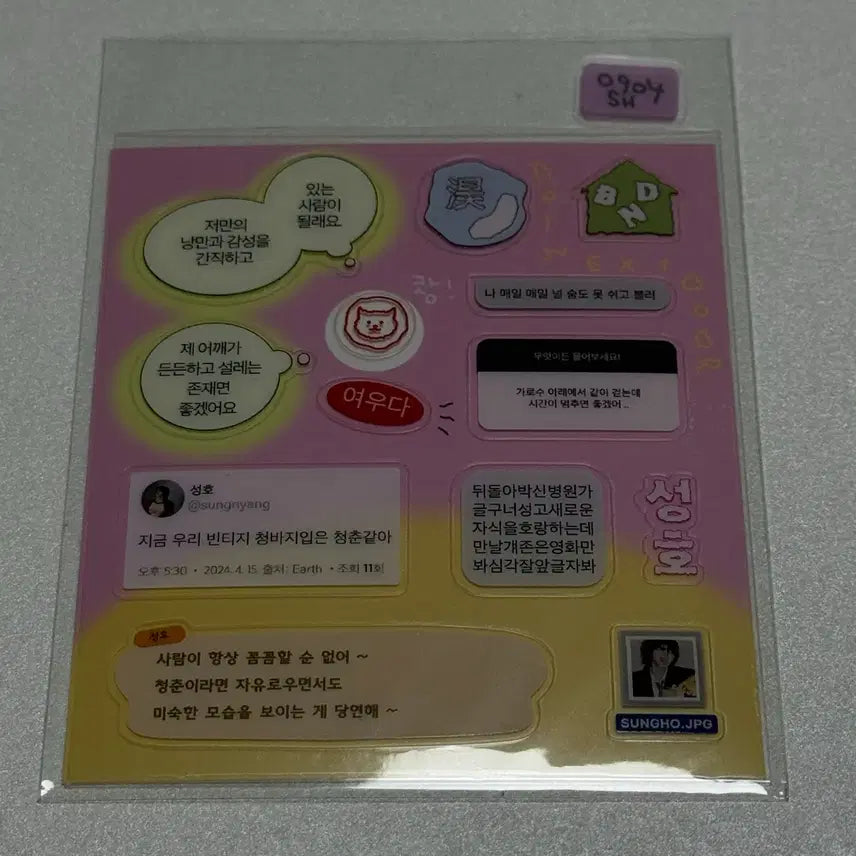 0904
SH
있는
사람이
될래요
저만의
낭만과 감성을
간직하고
漢
BND
BOYNEXTDOOR
쾅!
나 매일 매일 널 숨도 못 쉬고 불러
제 어깨가
든든하고 설레는
존재면
좋겠어요
여우다
무엇이든 물어보세요!
가로수 아래에서 같이 걷는데
시간이 멈추면 좋겠어..
성호
@sungriyang
지금 우리 빈티지 청바지입은 청춘같아
오후 5:30 · 2024. 4. 15. 출처: Earth · 조회 11회
뒤돌아박신병원가
글구너성고새로운
자식을호랑하는데
만날걔존은영화만
봐심각잘앞글자봐
성호
성호
사람이 항상 꼼꼼할 순 없어 ~
청춘이라면 자유로우면서도
미숙한 모습을 보이는 게 당연해 ~
SUNGHO.JPG